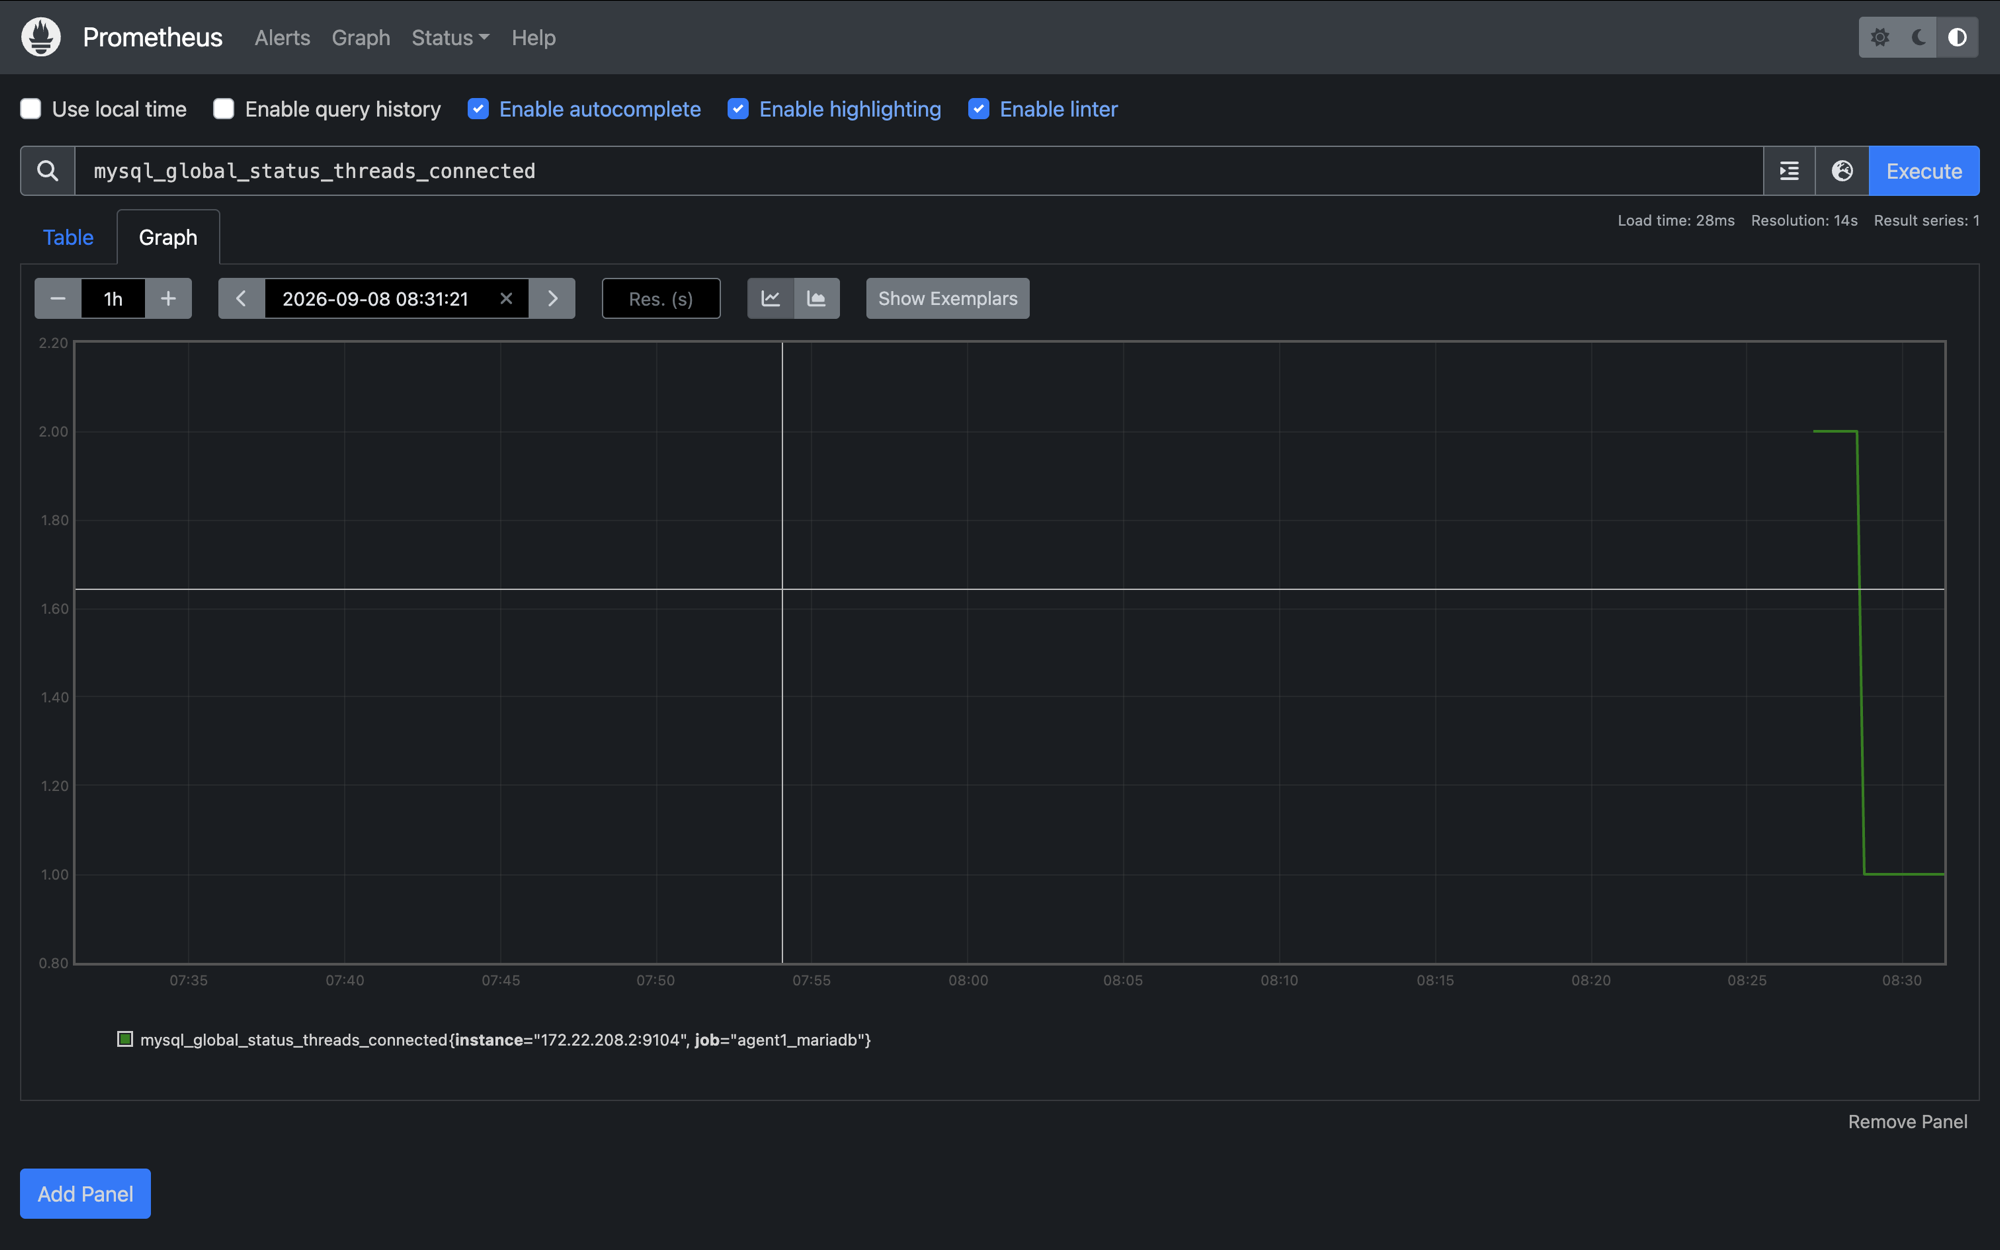 Prometheus Alerts Graph Status Help
Use local time Enable query history Enable autocomplete Enable highlighting Enable linter
mysql_global_status_threads_connected Execute
Load time: 28ms Resolution: 14s Result series: 1
Table Graph
1h 2026-09-08 08:31:21 Res. (s) Show Exemplars
2.20
2.00
1.80
1.60
1.40
1.20
1.00
0.80
07:35 07:40 07:45 07:50 07:55 08:00 08:05 08:10 08:15 08:20 08:25 08:30
mysql_global_status_threads_connected{instance="172.22.208.2:9104", job="agent1_mariadb"}
Remove Panel
Add Panel